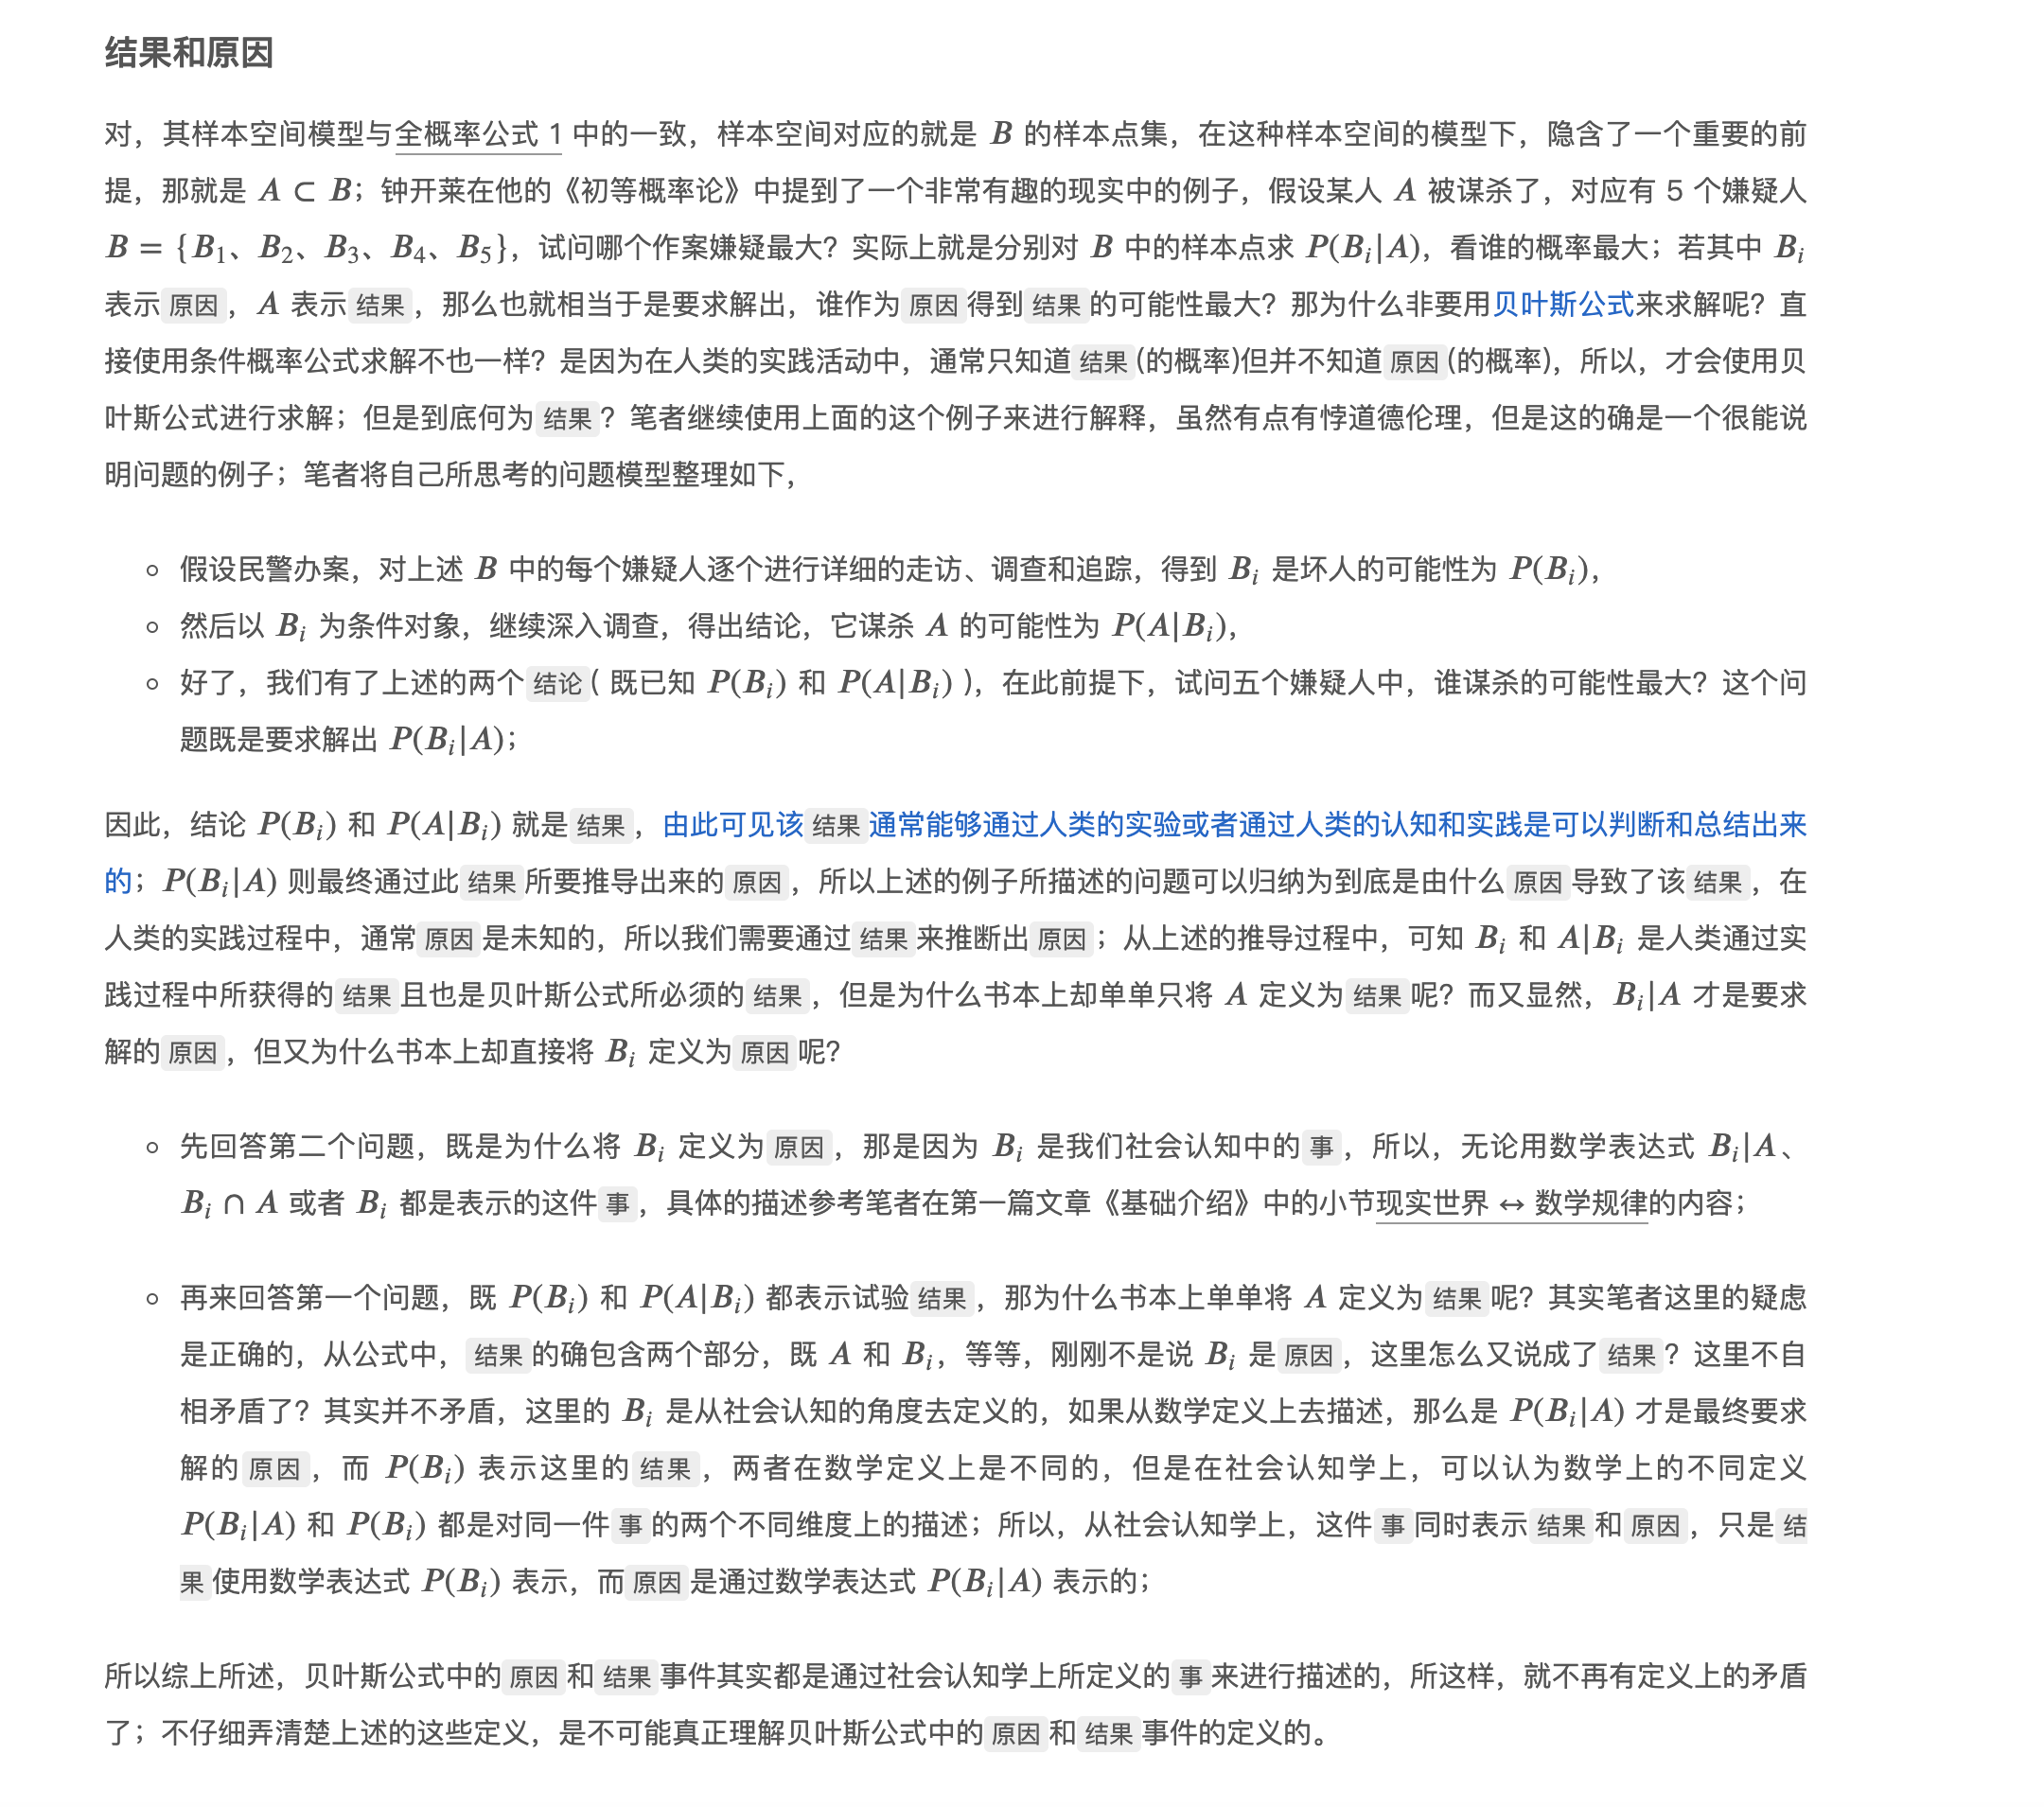 结果和原因
对，其样本空间模型与全概率公式 1 中的一致，样本空间对应的就是 B 的样本点集，在这种样本空间的模型下，隐含了一个重要的前
提，那就是 A ⊂ B；钟开莱在他的《初等概率论》中提到了一个非常有趣的现实中的例子，假设某人 A 被谋杀了，对应有 5 个嫌疑人
B = {B₁、B₂、B₃、B₄、B₅}，试问哪个作案嫌疑最大？实际上就是分别对 B 中的样本点求 P(Bᵢ|A)，看谁的概率最大；若其中 Bᵢ
表示 原因 ，A 表示 结果 ，那么也就相当于是要求解出，谁作为 原因 得到 结果 的可能性最大？那为什么非要用贝叶斯公式来求解呢？直
接使用条件概率公式求解不也一样？是因为在人类的实践活动中，通常只知道 结果 (的概率)但并不知道 原因 (的概率)，所以，才会使用贝
叶斯公式进行求解；但是到底何为 结果 ？笔者继续使用上面的这个例子来进行解释，虽然有点有悖道德伦理，但是这的确是一个很能说
明问题的例子；笔者将自己所思考的问题模型整理如下，
假设民警办案，对上述 B 中的每个嫌疑人逐个进行详细的走访、调查和追踪，得到 Bᵢ 是坏人的可能性为 P(Bᵢ)，
然后以 Bᵢ 为条件对象，继续深入调查，得出结论，它谋杀 A 的可能性为 P(A|Bᵢ)，
好了，我们有了上述的两个 结论 ( 既已知 P(Bᵢ) 和 P(A|Bᵢ) )，在此前提下，试问五个嫌疑人中，谁谋杀的可能性最大？这个问
题既是要求解出 P(Bᵢ|A)；
因此，结论 P(Bᵢ) 和 P(A|Bᵢ) 就是 结果 ，由此可见该 结果 通常能够通过人类的实验或者通过人类的认知和实践是可以判断和总结出来
的；P(Bᵢ|A) 则最终通过此 结果 所要推导出来的 原因 ，所以上述的例子所描述的问题可以归纳为到底是由什么 原因 导致了该 结果 ，在
人类的实践过程中，通常 原因 是未知的，所以我们需要通过 结果 来推断出 原因 ；从上述的推导过程中，可知 Bᵢ 和 A|Bᵢ 是人类通过实
践过程中所获得的 结果 且也是贝叶斯公式所必须的 结果 ，但是为什么书本上却单单只将 A 定义为 结果 呢？而又显然，Bᵢ|A 才是要求
解的 原因 ，但又为什么书本上却直接将 Bᵢ 定义为 原因 呢？
先回答第二个问题，既是为什么将 Bᵢ 定义为 原因 ，那是因为 Bᵢ 是我们社会认知中的 事 ，所以，无论用数学表达式 Bᵢ|A、
Bᵢ ∩ A 或者 Bᵢ 都是表示的这件 事 ，具体的描述参考笔者在第一篇文章《基础介绍》中的小节现实世界 ↔ 数学规律的内容；
再来回答第一个问题，既 P(Bᵢ) 和 P(A|Bᵢ) 都表示试验 结果 ，那为什么书本上单单将 A 定义为 结果 呢？其实笔者这里的疑虑
是正确的，从公式中， 结果 的确包含两个部分，既 A 和 Bᵢ，等等，刚刚不是说 Bᵢ 是 原因 ，这里怎么又说成了 结果 ？这里不自
相矛盾了？其实并不矛盾，这里的 Bᵢ 是从社会认知的角度去定义的，如果从数学定义上去描述，那么是 P(Bᵢ|A) 才是最终要求
解的 原因 ，而 P(Bᵢ) 表示这里的 结果 ，两者在数学定义上是不同的，但是在社会认知学上，可以认为数学上的不同定义
P(Bᵢ|A) 和 P(Bᵢ) 都是对同一件 事 的两个不同维度上的描述；所以，从社会认知学上，这件 事 同时表示 结果 和 原因 ，只是 结
果 使用数学表达式 P(Bᵢ) 表示，而 原因 是通过数学表达式 P(Bᵢ|A) 表示的；
所以综上所述，贝叶斯公式中的 原因 和 结果 事件其实都是通过社会认知学上所定义的 事 来进行描述的，所这样，就不再有定义上的矛盾
了；不仔细弄清楚上述的这些定义，是不可能真正理解贝叶斯公式中的 原因 和 结果 事件的定义的。